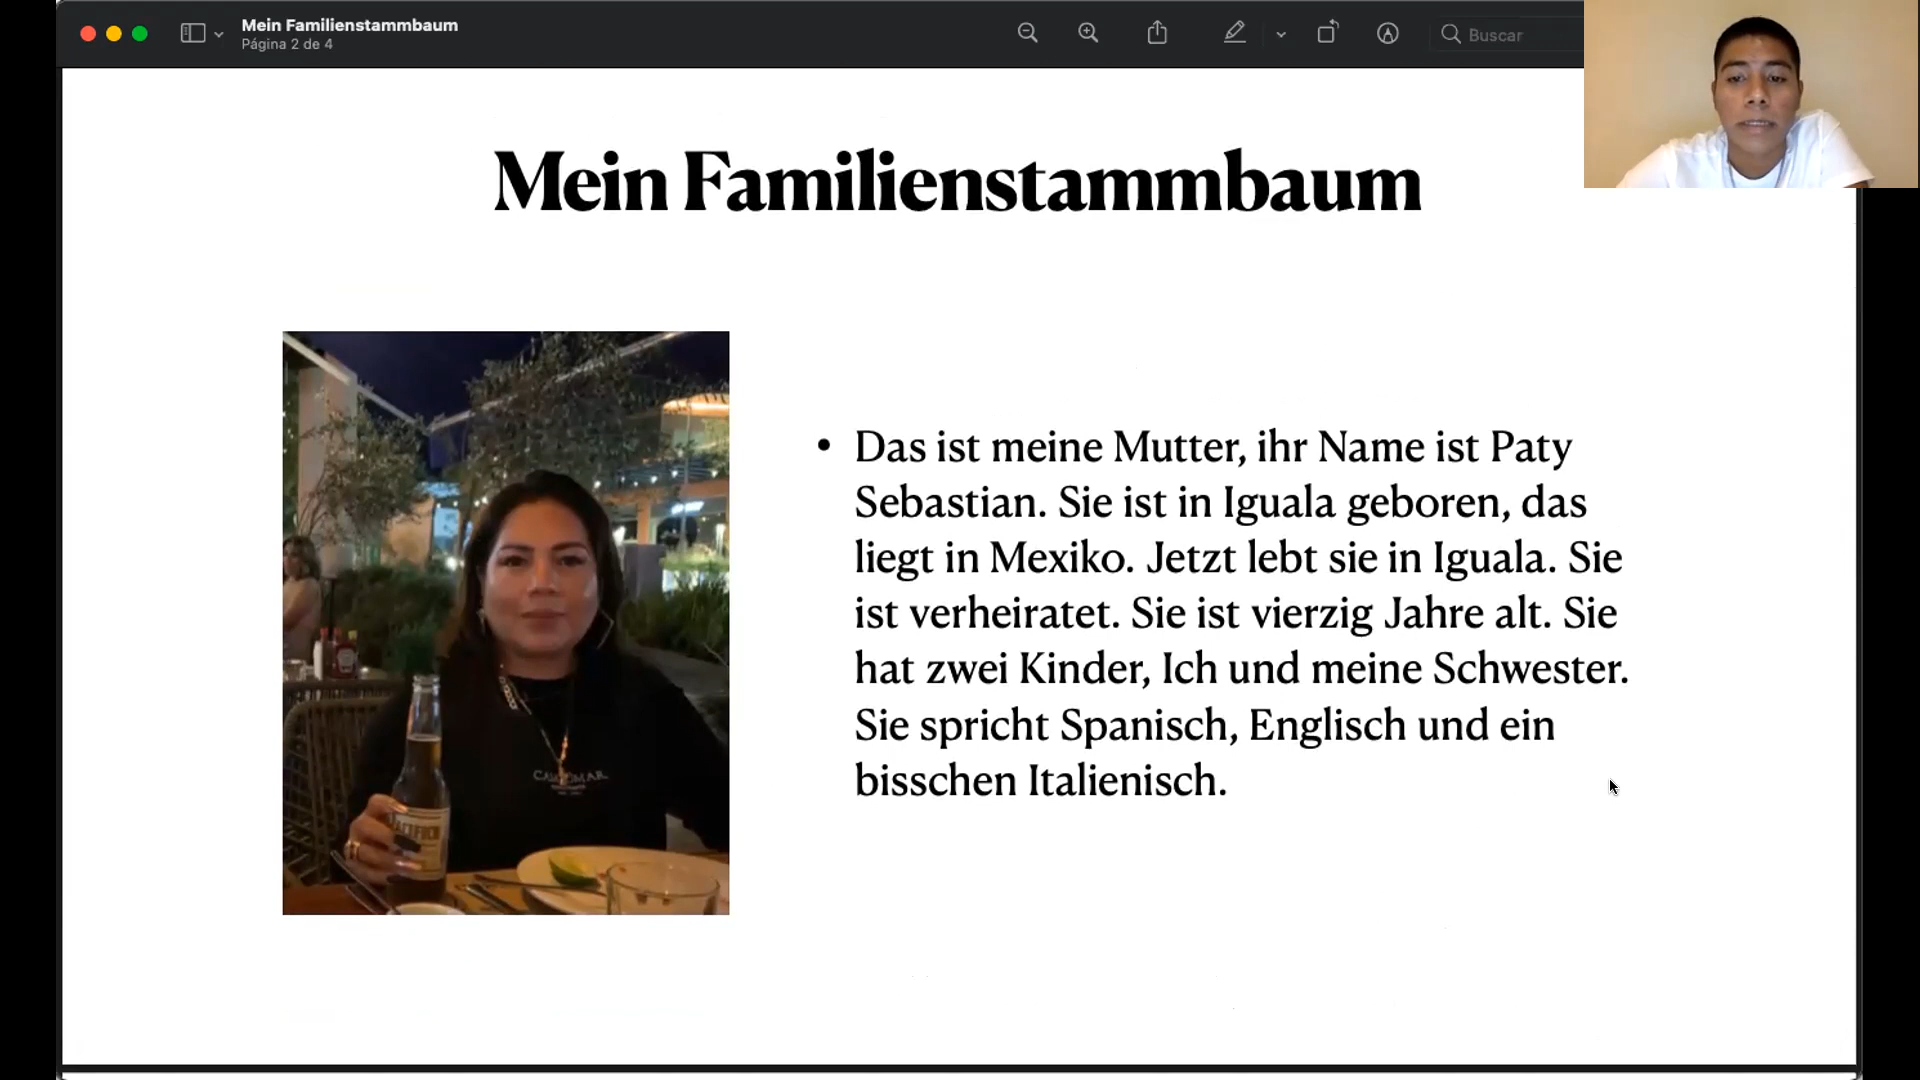 Mein Familienstammbaum
Página 2 de 4
Buscar
Mein Familienstammbaum
• Das ist meine Mutter, ihr Name ist Paty
Sebastian. Sie ist in Iguala geboren, das
liegt in Mexiko. Jetzt lebt sie in Iguala. Sie
ist verheiratet. Sie ist vierzig Jahre alt. Sie
hat zwei Kinder, Ich und meine Schwester.
Sie spricht Spanisch, Englisch und ein
bisschen Italienisch.